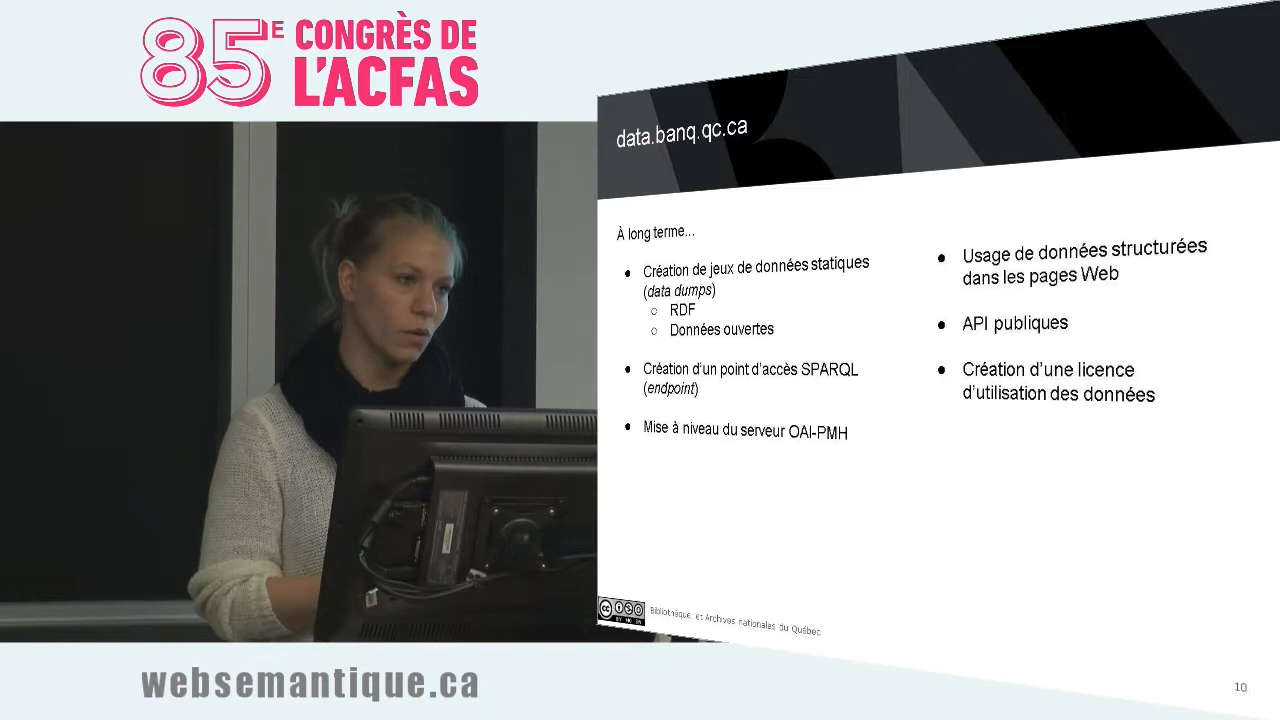 85E CONGRÈS DE
L'ACFAS
data.banq.qc.ca
À long terme...
● Création de jeux de données statiques
(data dumps)
○ RDF
○ Données ouvertes
● Création d'un point d'accès SPARQL
(endpoint)
● Mise à niveau du serveur OAI-PMH
● Usage de données structurées
dans les pages Web
● API publiques
● Création d'une licence
d'utilisation des données
Bibliothèque et Archives nationales du Québec
websemantique.ca
10